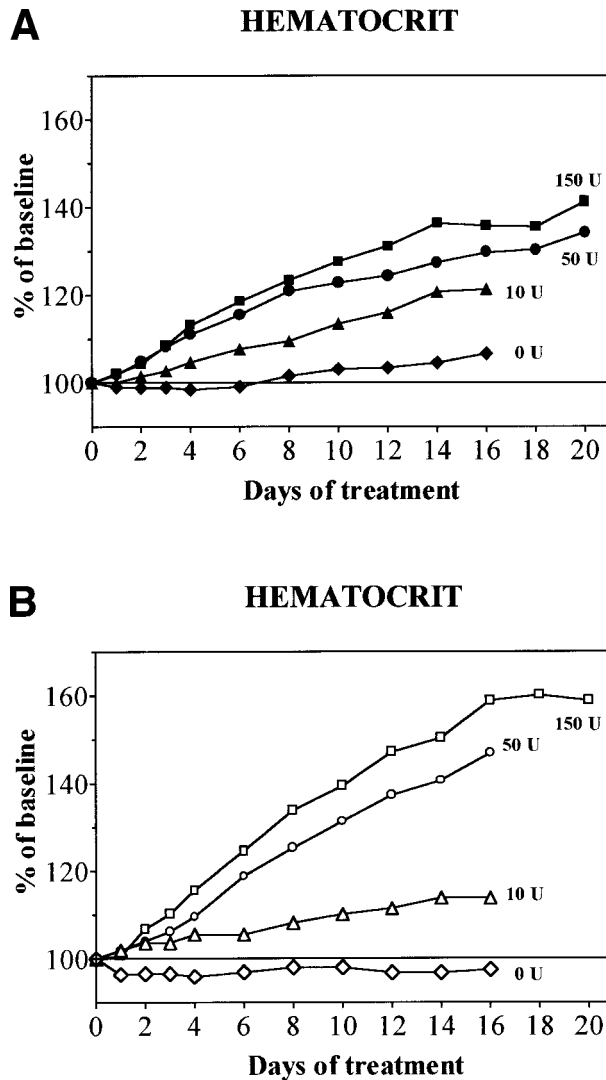 A
HEMATOCRIT
% of baseline
160
140
120
100
150 U
50 U
10 U
0 U
0 2 4 6 8 10 12 14 16 18 20
Days of treatment
B
HEMATOCRIT
% of baseline
160
140
120
100
50 U
150 U
10 U
0 U
0 2 4 6 8 10 12 14 16 18 20
Days of treatment